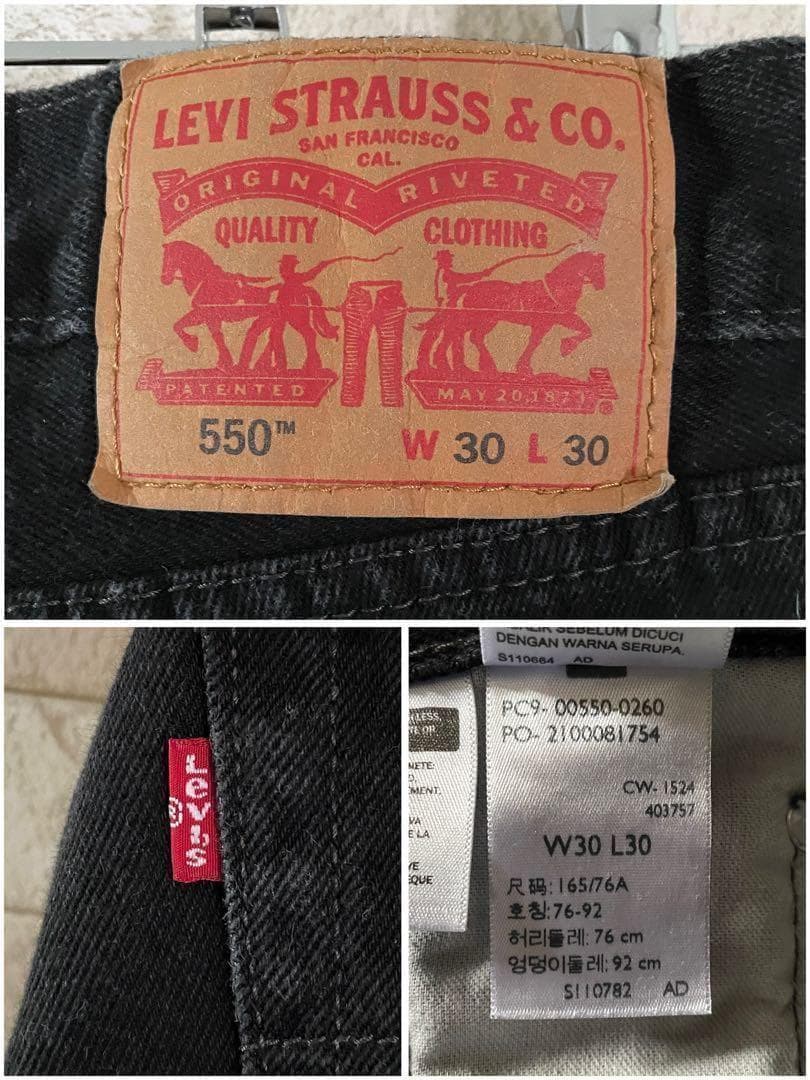 LEVI STRAUSS & CO.
SAN FRANCISCO
CAL.
ORIGINAL RIVETED
QUALITY CLOTHING
PATENTED MAY 20,1873
®
550™ W 30 L 30
Levi's
®
SEBELUM DICUCI
DENGAN WARNA SERUPA.
S110664 AD
PC9- 00550-0260
PO- 2100081754
CW- 1524
403757
W30 L30
尺码: 165/76A
호칭: 76-92
허리둘레: 76 cm
엉덩이둘레: 92 cm
S110782 AD